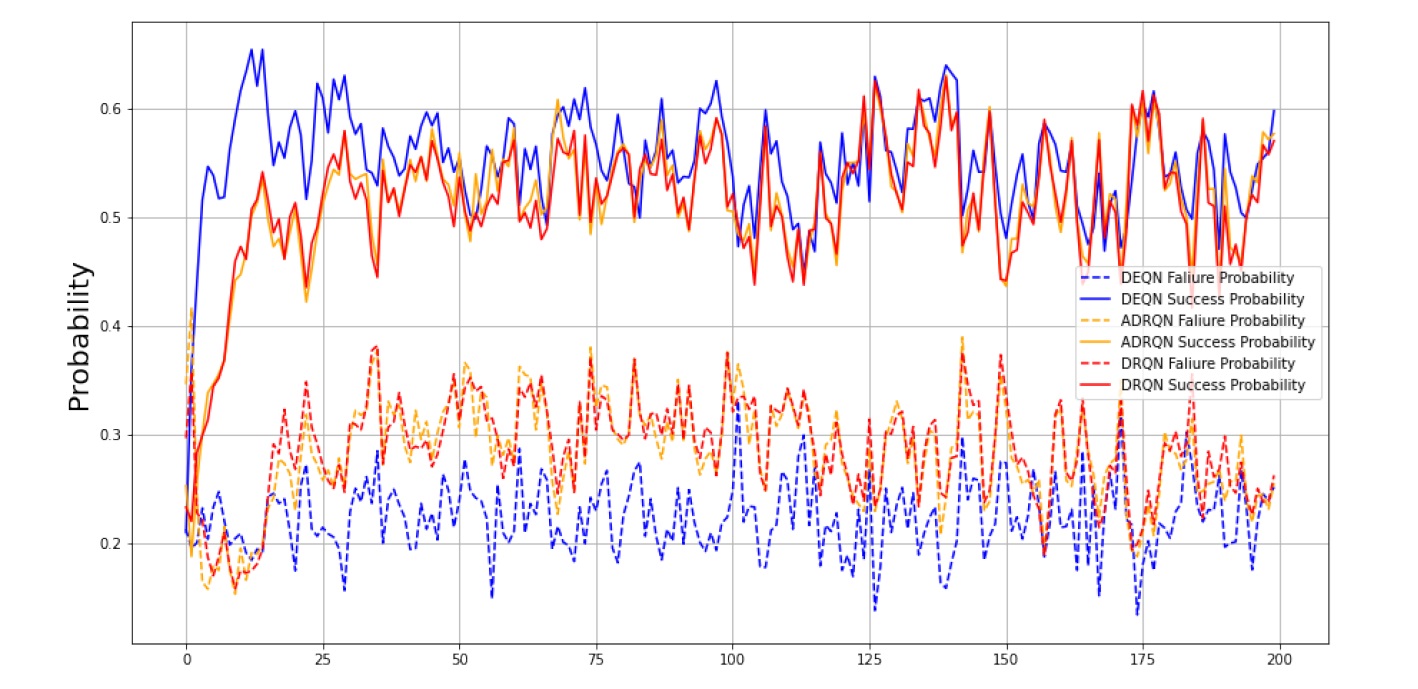 0.6
0.5
0.4
0.3
0.2
Probability
DEQN Faliure Probability
DEQN Success Probability
ADRQN Faliure Probability
ADRQN Success Probability
DRQN Faliure Probability
DRQN Success Probability
0 25 50 75 100 125 150 175 200